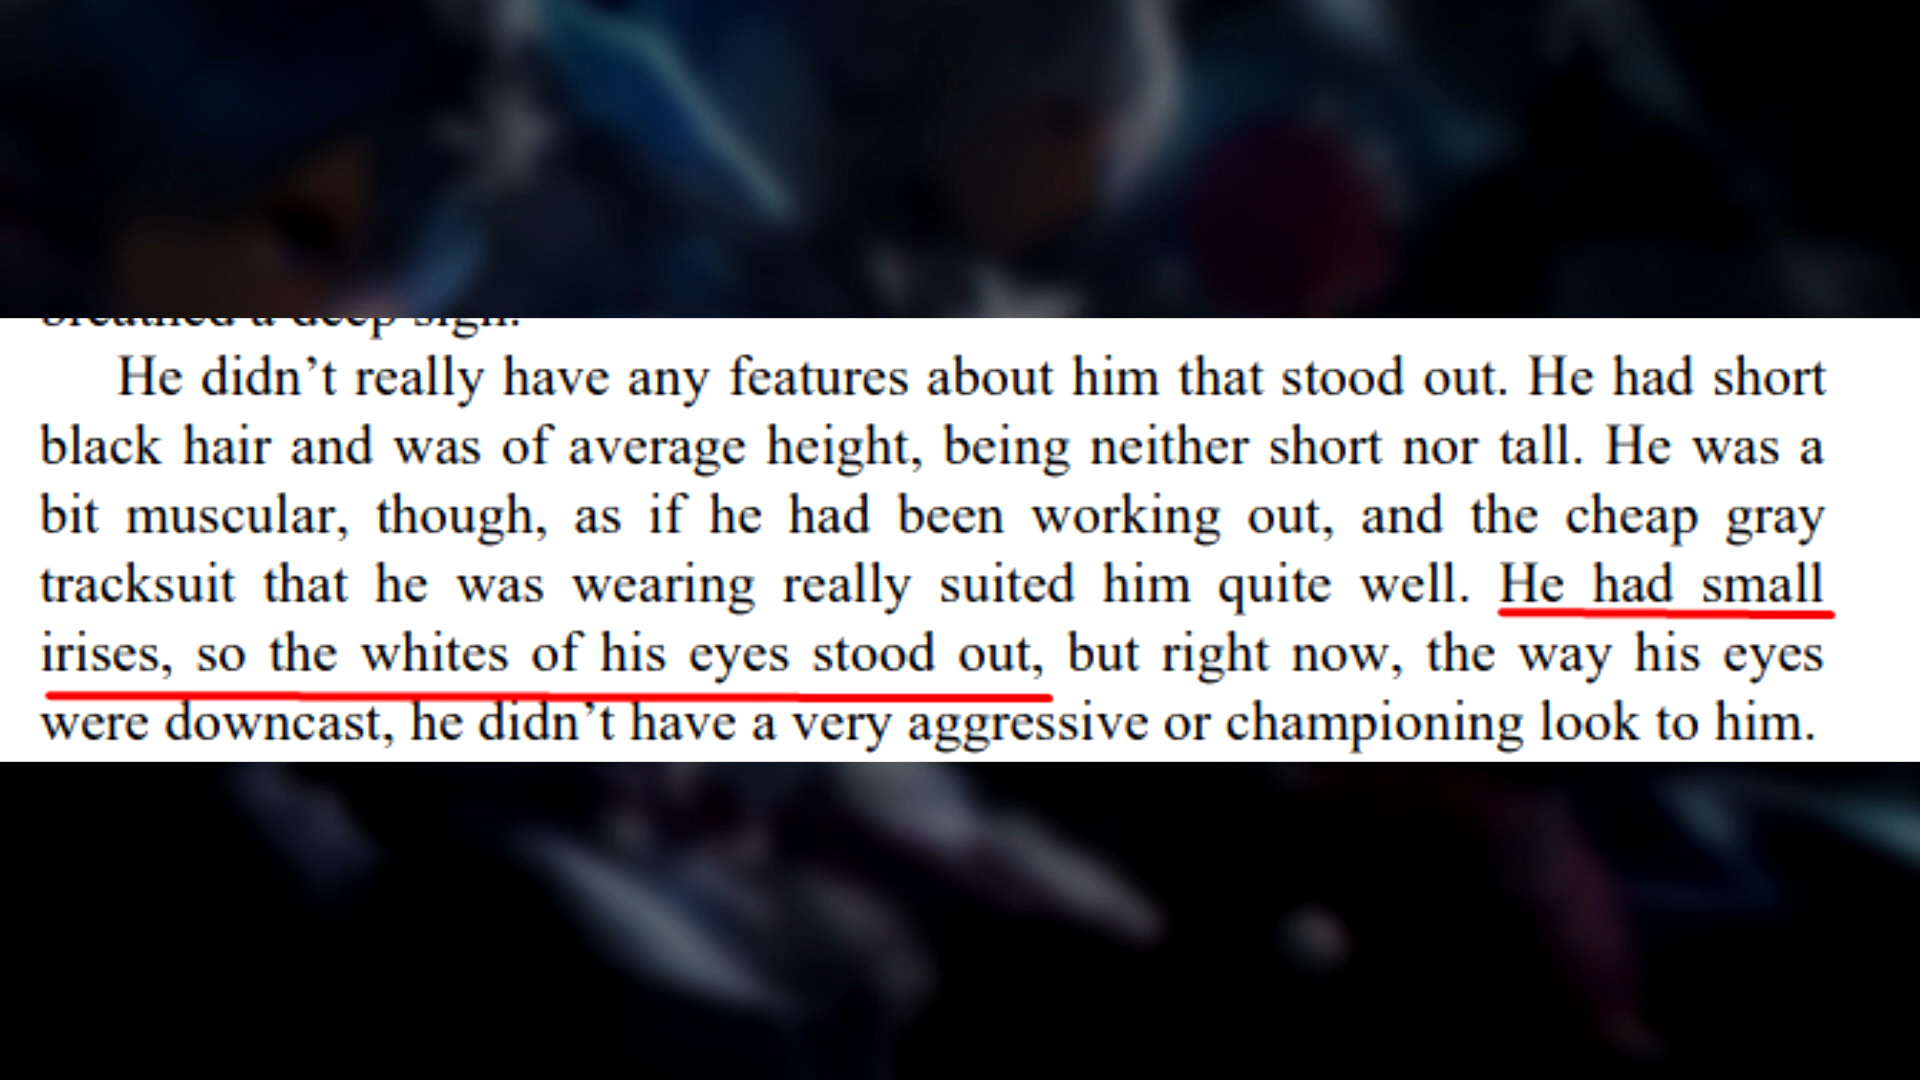 breathed a deep sigh.
He didn’t really have any features about him that stood out. He had short
black hair and was of average height, being neither short nor tall. He was a
bit muscular, though, as if he had been working out, and the cheap gray
tracksuit that he was wearing really suited him quite well. He had small
irises, so the whites of his eyes stood out, but right now, the way his eyes
were downcast, he didn’t have a very aggressive or championing look to him.